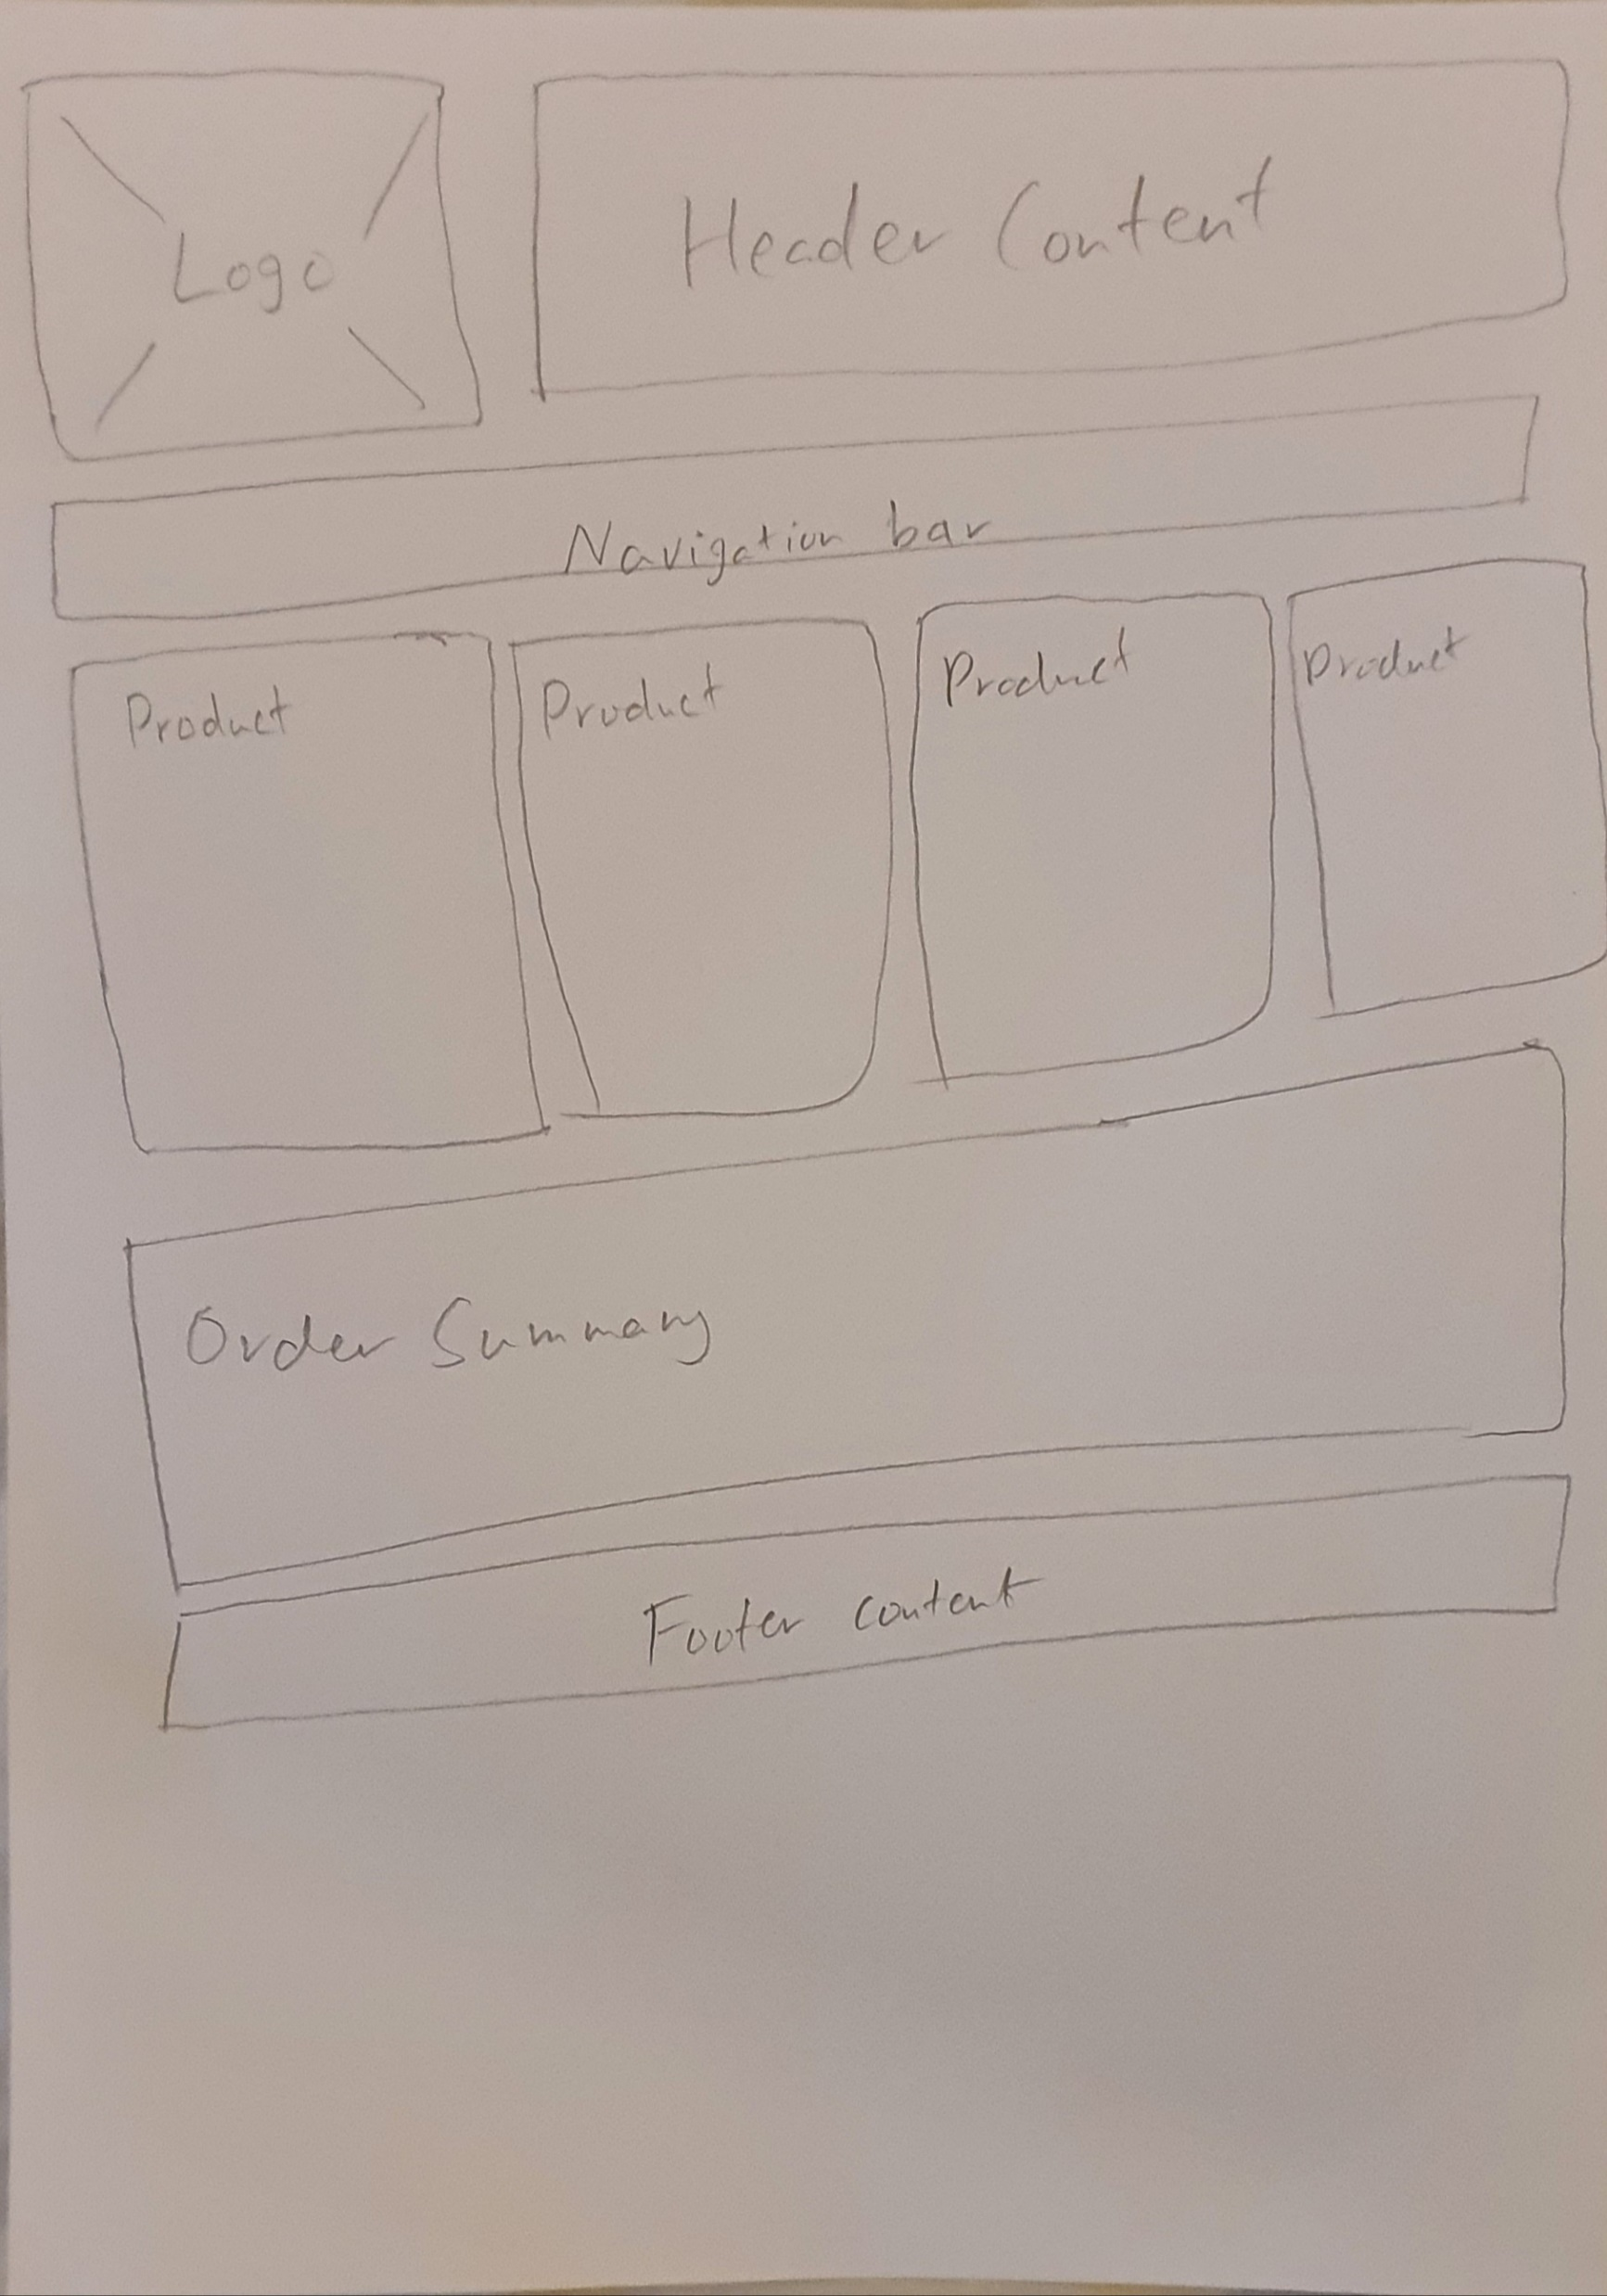 Logo
Header Content
Navigation bar
Product
Product
Product
Product
Order Summary
Footer content